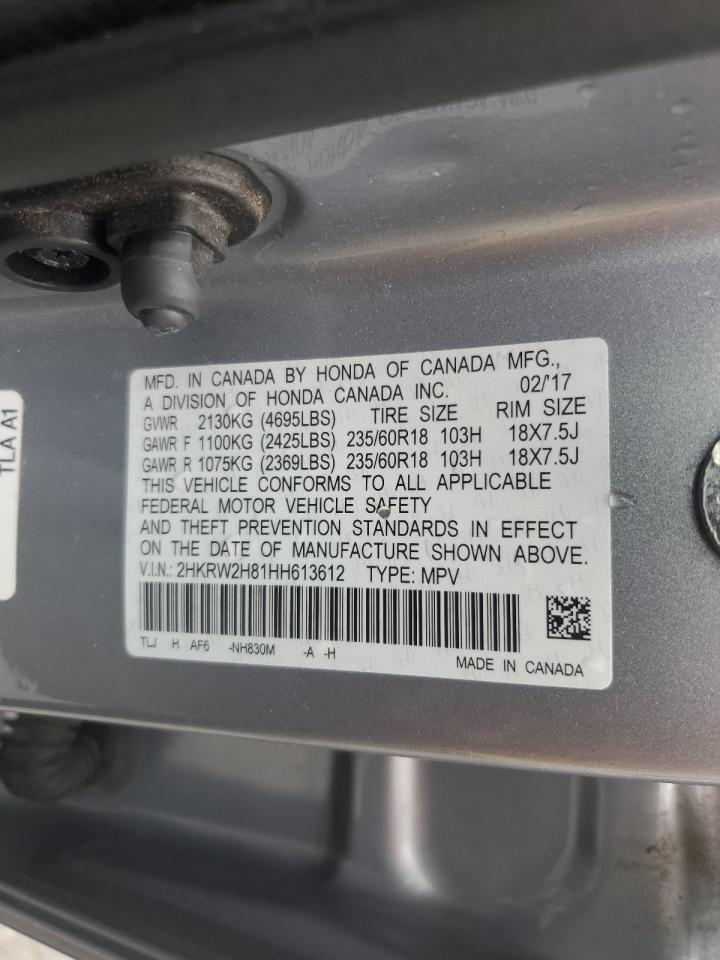 TLA A1
MFD. IN CANADA BY HONDA OF CANADA MFG.,
A DIVISION OF HONDA CANADA INC. 02/'17
GVWR 2130KG (4695LBS) TIRE SIZE RIM SIZE
GAWR F 1100KG (2425LBS) 235/60R18 103H 18X7.5J
GAWR R 1075KG (2369LBS) 235/60R18 103H 18X7.5J
THIS VEHICLE CONFORMS TO ALL APPLICABLE
FEDERAL MOTOR VEHICLE SAFETY
AND THEFT PREVENTION STANDARDS IN EFFECT
ON THE DATE OF MANUFACTURE SHOWN ABOVE.
V.I.N.: 2HKRW2H81HH613612 TYPE: MPV
TLJ H AF6 -NH830M -A -H
MADE IN CANADA